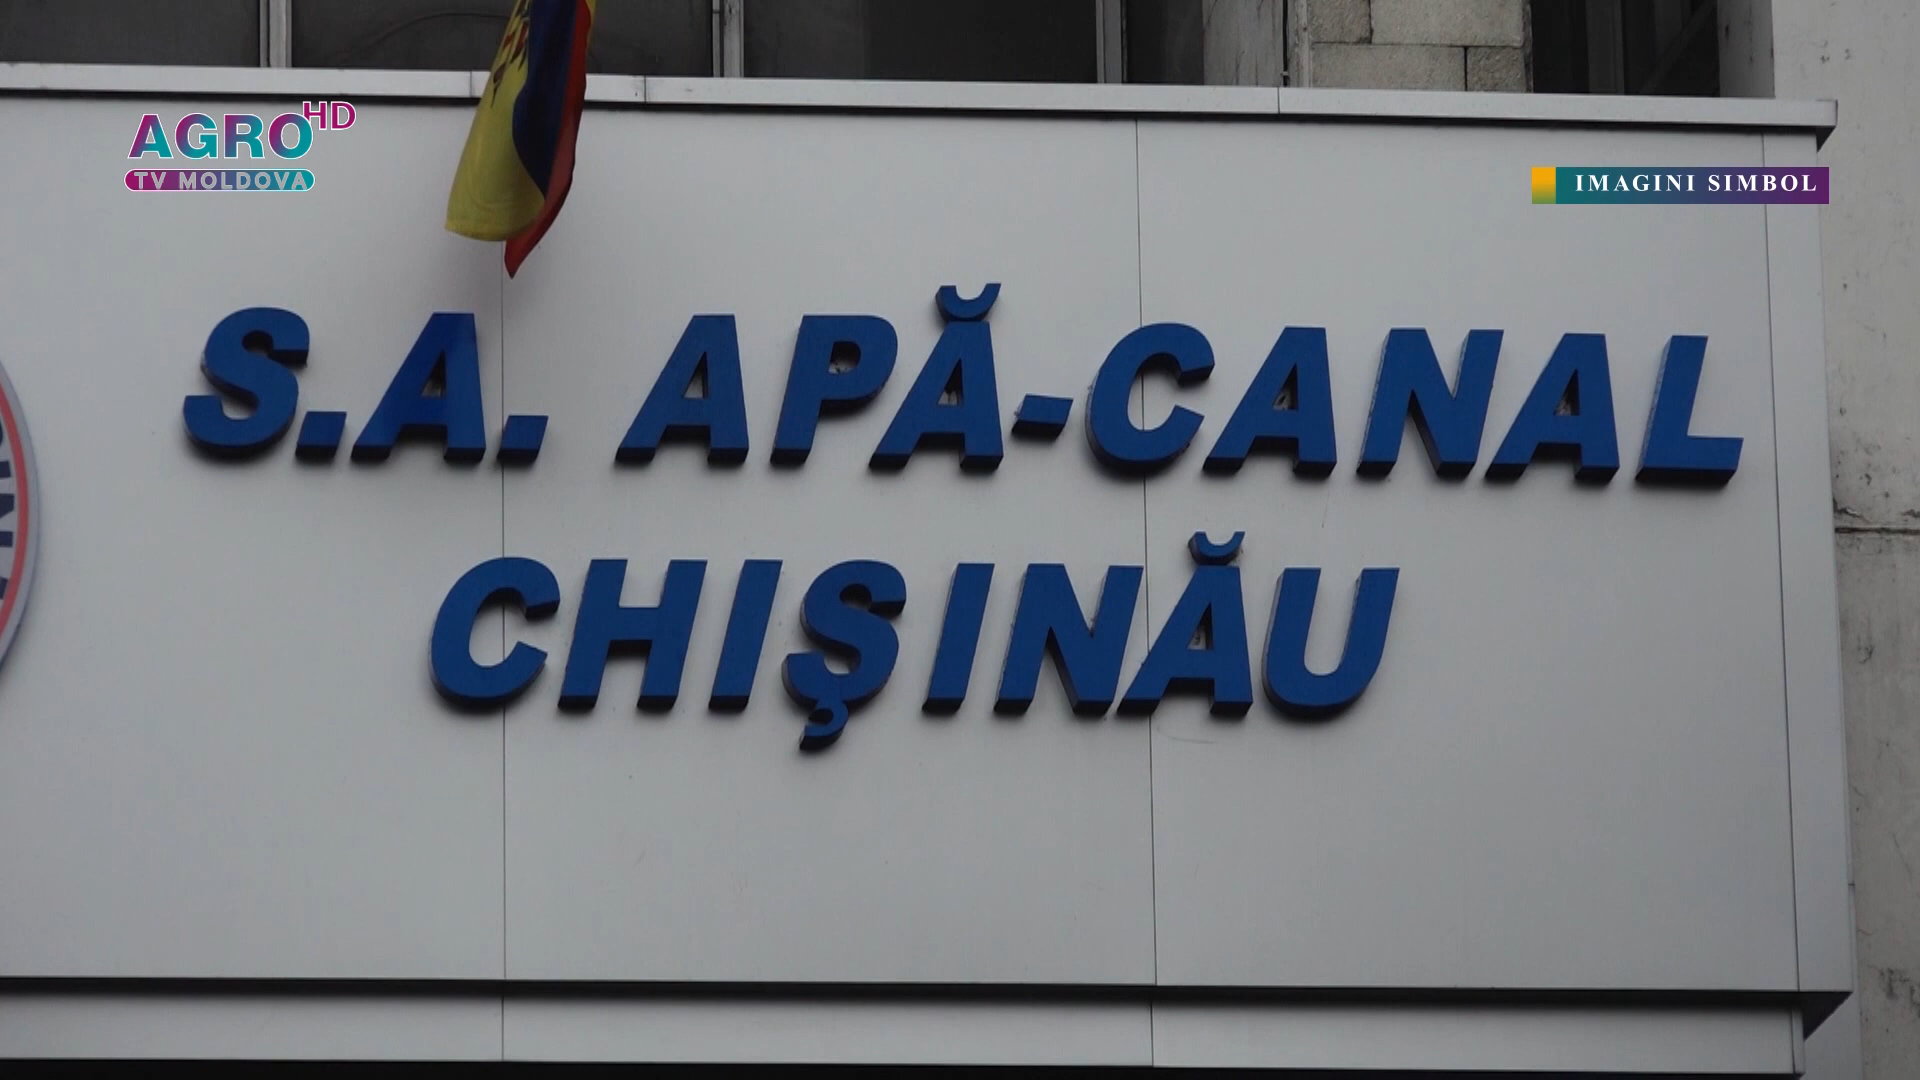 AGRO HD
TV MOLDOVA
IMAGINI SIMBOL
S.A. APĂ-CANAL
CHIŞINĂU